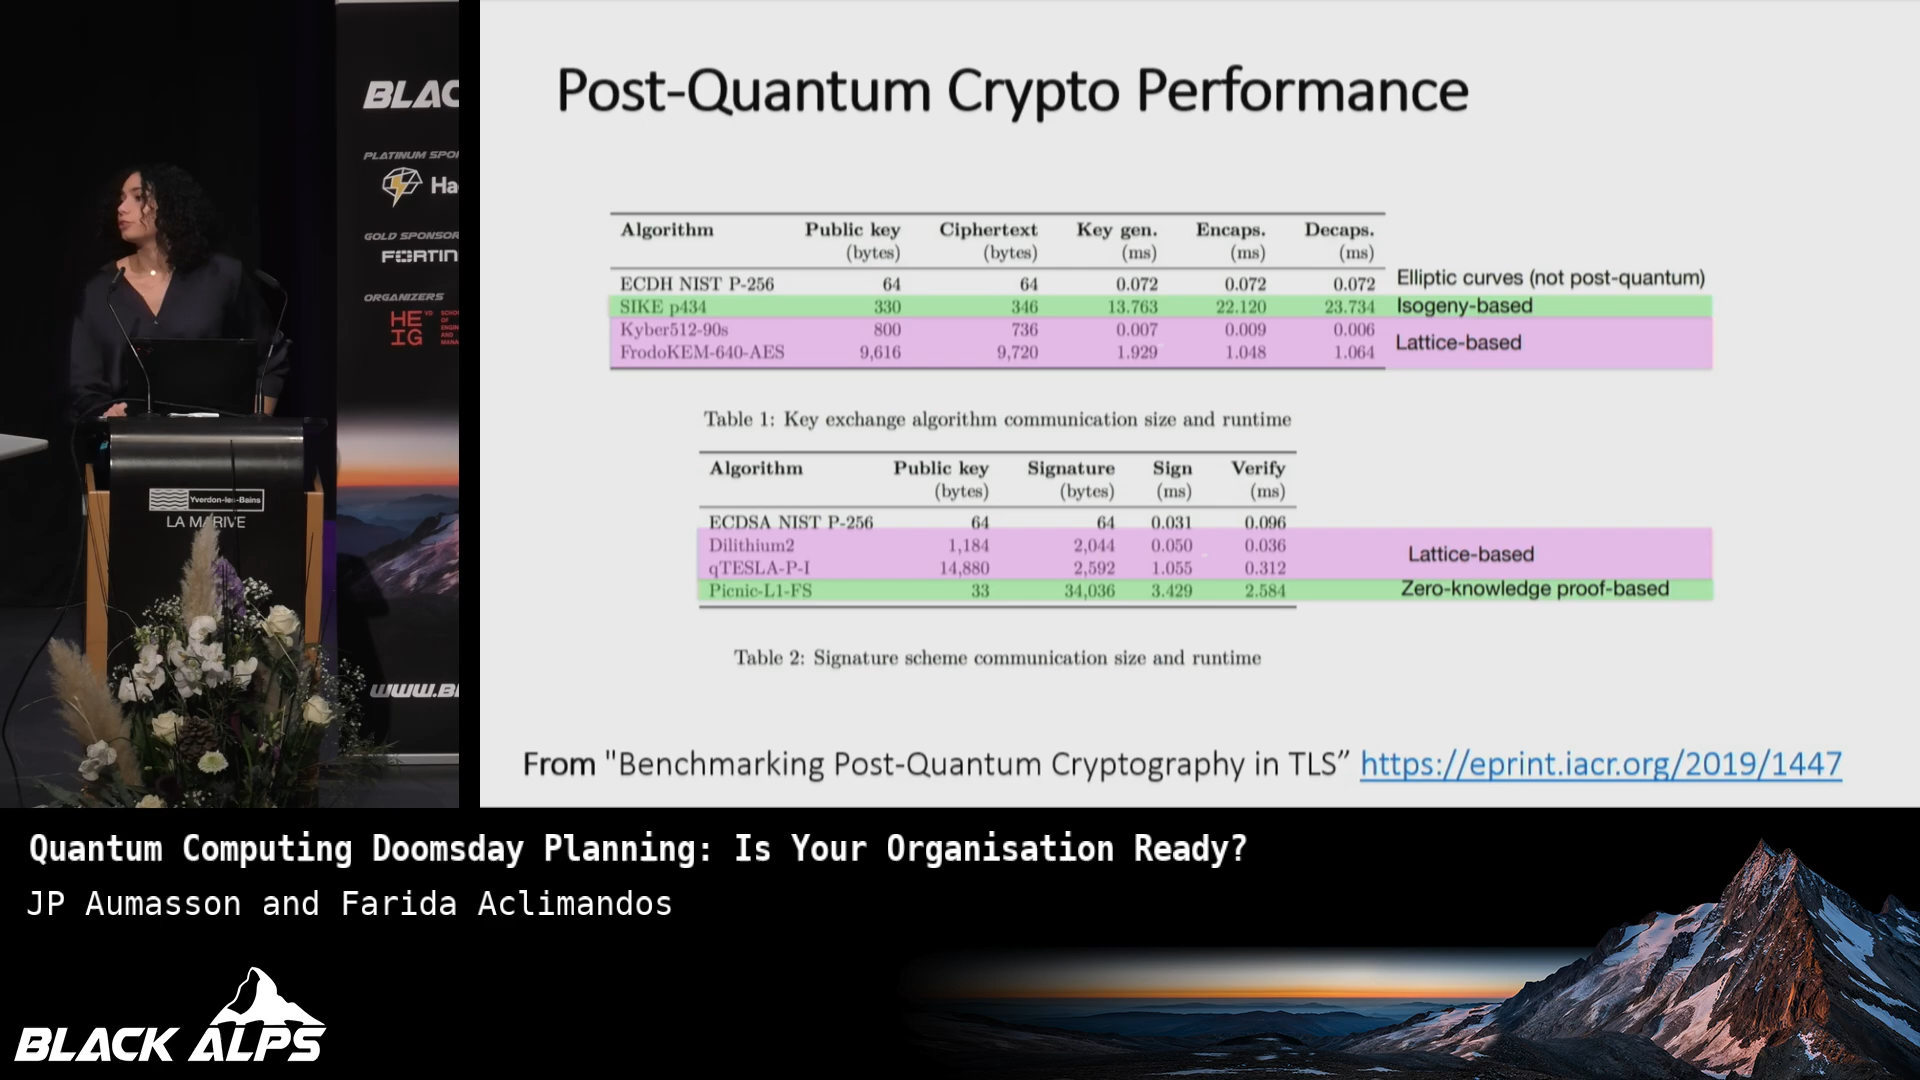 BLAC
PLATINUM SPO
Ha
GOLD SPONSOR
FORTIN
ORGANIZERS
HE
IG
Yverdon-les-Bains
LA MARIVE
WWW.B
Post-Quantum Crypto Performance
Algorithm Public key Ciphertext Key gen. Encaps. Decaps.
(bytes) (bytes) (ms) (ms) (ms)
ECDH NIST P-256 64 64 0.072 0.072 0.072 Elliptic curves (not post-quantum)
SIKE p434 330 346 13.763 22.120 23.734 Isogeny-based
Kyber512-90s 800 736 0.007 0.009 0.006
Lattice-based
FrodoKEM-640-AES 9,616 9,720 1.929 1.048 1.064
Table 1: Key exchange algorithm communication size and runtime
Algorithm Public key Signature Sign Verify
(bytes) (bytes) (ms) (ms)
ECDSA NIST P-256 64 64 0.031 0.096
Dilithium2 1,184 2,044 0.050 0.036
Lattice-based
qTESLA-P-I 14,880 2,592 1.055 0.312
Picnic-L1-FS 33 34,036 3.429 2.584 Zero-knowledge proof-based
Table 2: Signature scheme communication size and runtime
From "Benchmarking Post-Quantum Cryptography in TLS” https://eprint.iacr.org/2019/1447
Quantum Computing Doomsday Planning: Is Your Organisation Ready?
JP Aumasson and Farida Aclimandos
BLACK ALPS